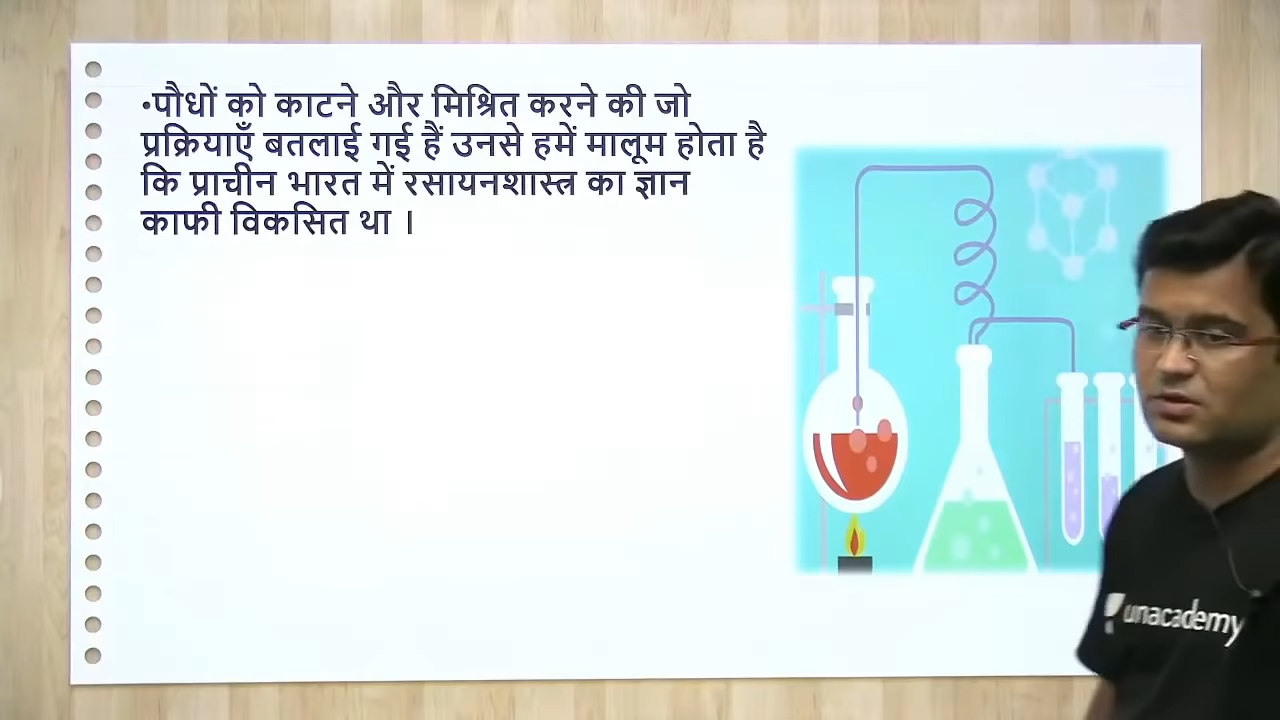 •पौधों को काटने और मिश्रित करने की जो
प्रक्रियाएँ बतलाई गई हैं उनसे हमें मालूम होता है
कि प्राचीन भारत में रसायनशास्त्र का ज्ञान
काफी विकसित था ।
unacademy